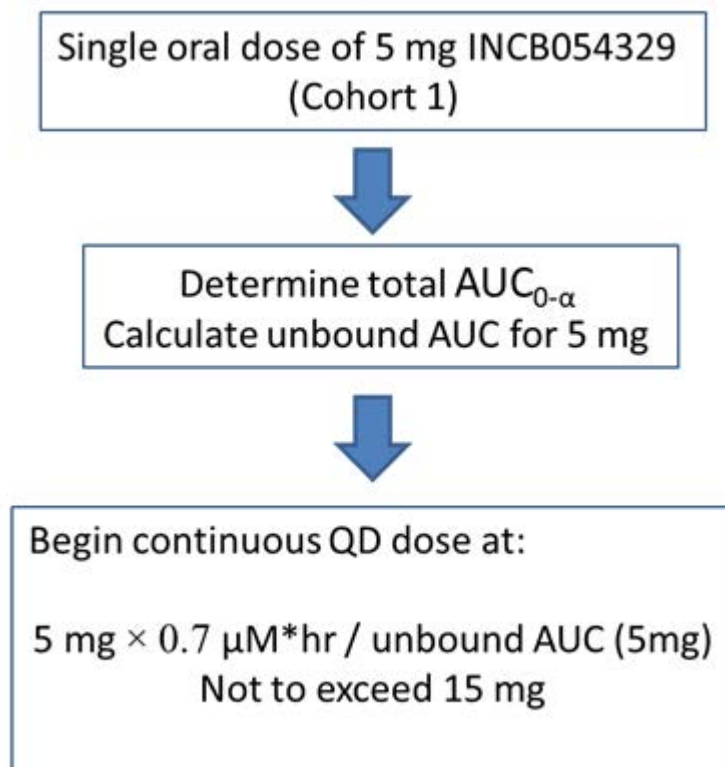 Single oral dose of 5 mg INCB054329
(Cohort 1)
Determine total AUC₀₋α
Calculate unbound AUC for 5 mg
Begin continuous QD dose at:
5 mg × 0.7 µM*hr / unbound AUC (5mg)
Not to exceed 15 mg